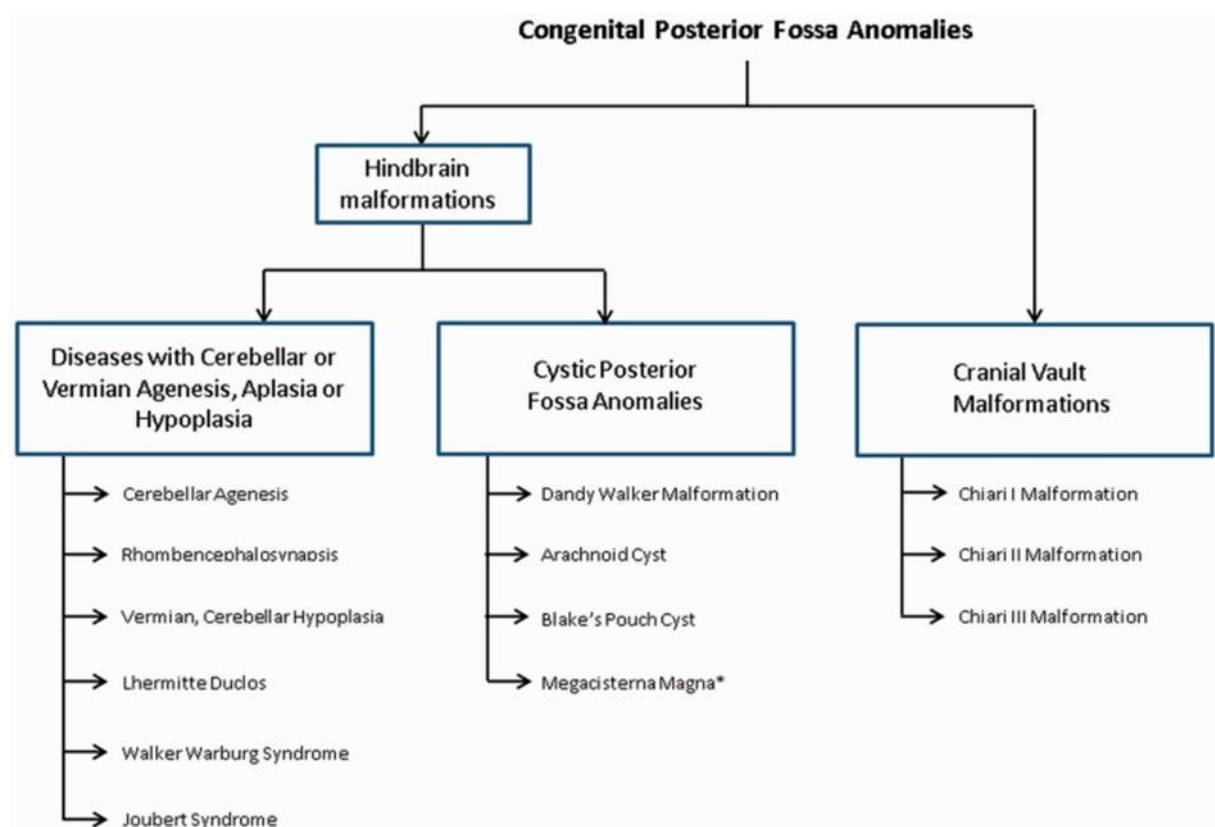 Congenital Posterior Fossa Anomalies
Hindbrain
malformations
Diseases with Cerebellar or
Vermian Agenesis, Aplasia or
Hypoplasia
Cystic Posterior
Fossa Anomalies
Cranial Vault
Malformations
Cerebellar Agenesis
Rhombencephalosynapsis
Vermian, Cerebellar Hypoplasia
Lhermitte Duclos
Walker Warburg Syndrome
Joubert Syndrome
Dandy Walker Malformation
Arachnoid Cyst
Blake's Pouch Cyst
Megacisterna Magna*
Chiari I Malformation
Chiari II Malformation
Chiari III Malformation